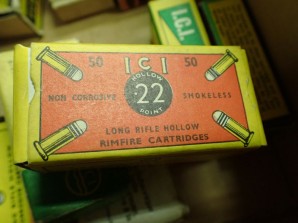 50 ICI 50
HOLLOW
NON CORROSIVE 22 SMOKELESS
POINT
LONG RIFLE HOLLOW
RIMFIRE CARTRIDGES
I.C.I.